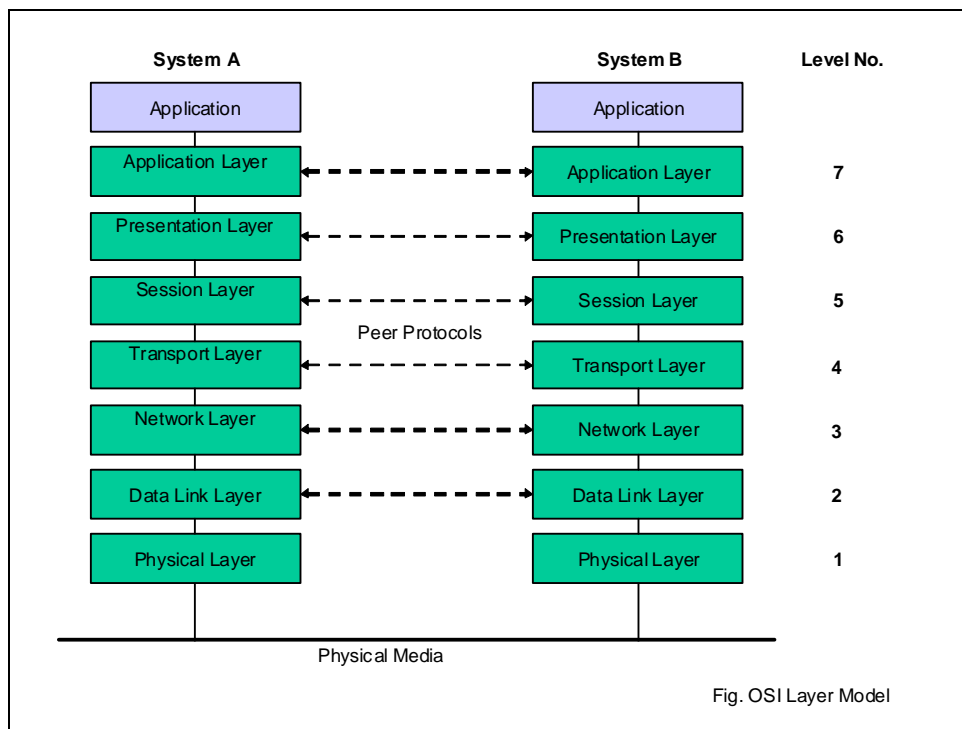 System A System B Level No.
Application Application
Application Layer Application Layer 7
Presentation Layer Presentation Layer 6
Session Layer Session Layer 5
Peer Protocols
Transport Layer Transport Layer 4
Network Layer Network Layer 3
Data Link Layer Data Link Layer 2
Physical Layer Physical Layer 1
Physical Media
Fig. OSI Layer Model